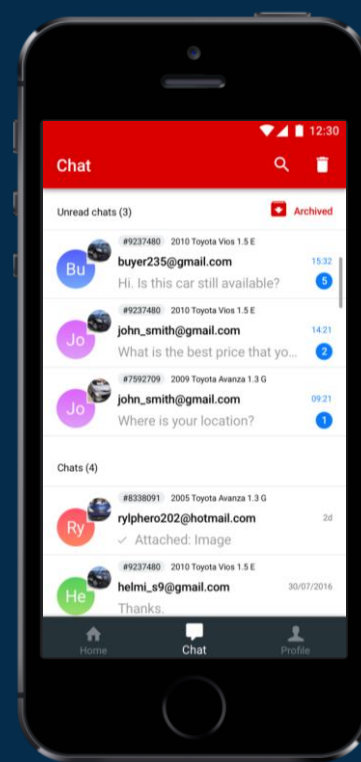 12:30
Chat
Unread chats (3)
Archived
#9237480 2010 Toyota Vios 1.5 E
Bu
buyer235@gmail.com
15:32
Hi. Is this car still available?
5
#9237480 2010 Toyota Vios 1.5 E
Jo
john_smith@gmail.com
14:21
What is the best price that yo...
2
#7592709 2009 Toyota Avanza 1.3 G
Jo
john_smith@gmail.com
09:21
Where is your location?
1
Chats (4)
#8338091 2005 Toyota Avanza 1.3 G
Ry
rylphero202@hotmail.com
2d
✓ Attached: Image
#9237480 2010 Toyota Vios 1.5 E
He
helmi_s9@gmail.com
30/07/2016
Thanks.
Home
Chat
Profile